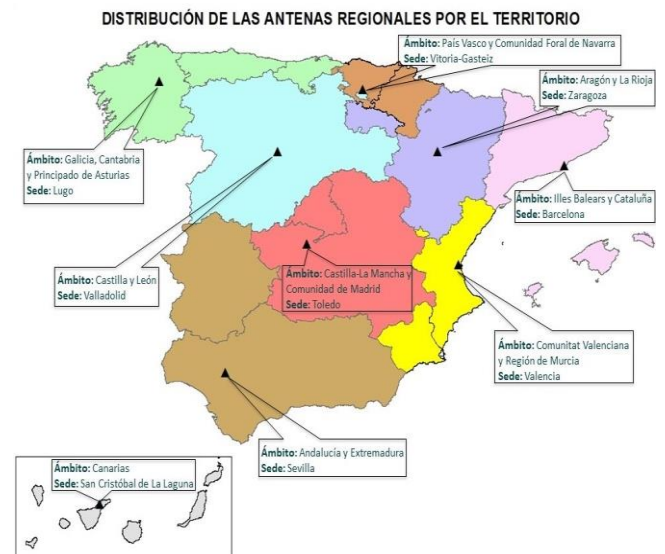 DISTRIBUCIÓN DE LAS ANTENAS REGIONALES POR EL TERRITORIO
Ámbito: País Vasco y Comunidad Foral de Navarra
Sede: Vitoria-Gasteiz
Ámbito: Aragón y La Rioja
Sede: Zaragoza
Ámbito: Galicia, Cantabria
y Principado de Asturias
Sede: Lugo
Ámbito: Illes Balears y Cataluña
Sede: Barcelona
Ámbito: Castilla y León
Sede: Valladolid
Ámbito: Castilla-La Mancha y
Comunidad de Madrid
Sede: Toledo
Ámbito: Comunitat Valenciana
y Región de Murcia
Sede: Valencia
Ámbito: Andalucía y Extremadura
Sede: Sevilla
Ámbito: Canarias
Sede: San Cristóbal de La Laguna